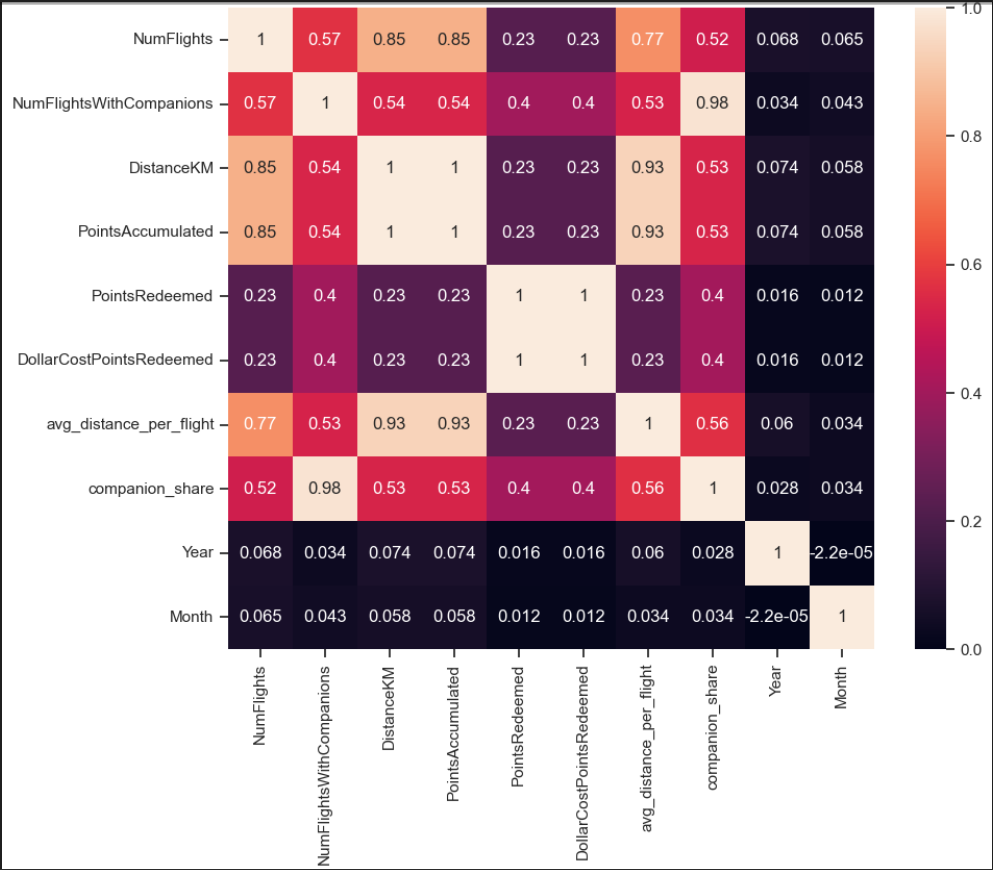 1.0
NumFlights 1 0.57 0.85 0.85 0.23 0.23 0.77 0.52 0.068 0.065
NumFlightsWithCompanions 0.57 1 0.54 0.54 0.4 0.4 0.53 0.98 0.034 0.043
0.8
DistanceKM 0.85 0.54 1 1 0.23 0.23 0.93 0.53 0.074 0.058
PointsAccumulated 0.85 0.54 1 1 0.23 0.23 0.93 0.53 0.074 0.058
0.6
PointsRedeemed 0.23 0.4 0.23 0.23 1 1 0.23 0.4 0.016 0.012
DollarCostPointsRedeemed 0.23 0.4 0.23 0.23 1 1 0.23 0.4 0.016 0.012
0.4
avg_distance_per_flight 0.77 0.53 0.93 0.93 0.23 0.23 1 0.56 0.06 0.034
companion_share 0.52 0.98 0.53 0.53 0.4 0.4 0.56 1 0.028 0.034
0.2
Year 0.068 0.034 0.074 0.074 0.016 0.016 0.06 0.028 1 -2.2e-05
Month 0.065 0.043 0.058 0.058 0.012 0.012 0.034 0.034 -2.2e-05 1
0.0
NumFlights
NumFlightsWithCompanions
DistanceKM
PointsAccumulated
PointsRedeemed
DollarCostPointsRedeemed
avg_distance_per_flight
companion_share
Year
Month